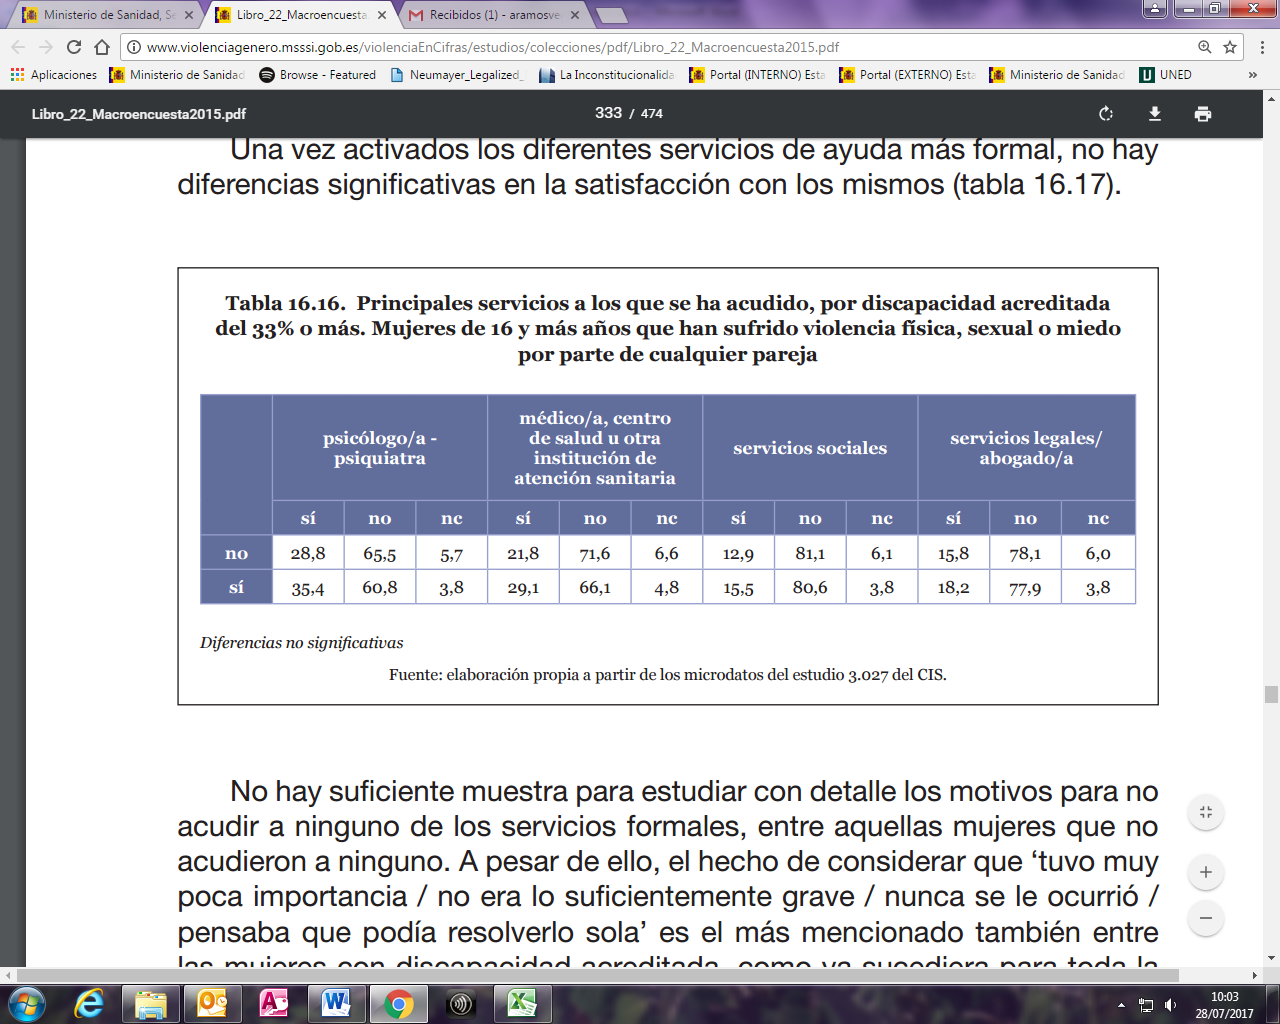 Ministerio de Sanidad, Se
Libro_22_Macroencuesta
Recibidos (1) - aramosve
www.violenciagenero.msssi.gob.es/violenciaEnCifras/estudios/colecciones/pdf/Libro_22_Macroencuesta2015.pdf
Aplicaciones Ministerio de Sanidad Browse - Featured Neumayer_Legalized_ La Inconstitucionalida Portal (INTERNO) Esta Portal (EXTERNO) Esta Ministerio de Sanidad UNED »
Libro_22_Macroencuesta2015.pdf 333 / 474
Una vez activados los diferentes servicios de ayuda más formal, no hay
diferencias significativas en la satisfacción con los mismos (tabla 16.17).
Tabla 16.16. Principales servicios a los que se ha acudido, por discapacidad acreditada
del 33% o más. Mujeres de 16 y más años que han sufrido violencia física, sexual o miedo
por parte de cualquier pareja
psicólogo/a -
psiquiatra
médico/a, centro
de salud u otra
institución de
atención sanitaria
servicios sociales
servicios legales/
abogado/a
sí no nc sí no nc sí no nc sí no nc
no 28,8 65,5 5,7 21,8 71,6 6,6 12,9 81,1 6,1 15,8 78,1 6,0
sí 35,4 60,8 3,8 29,1 66,1 4,8 15,5 80,6 3,8 18,2 77,9 3,8
Diferencias no significativas
Fuente: elaboración propia a partir de los microdatos del estudio 3.027 del CIS.
No hay suficiente muestra para estudiar con detalle los motivos para no
acudir a ninguno de los servicios formales, entre aquellas mujeres que no
acudieron a ninguno. A pesar de ello, el hecho de considerar que ‘tuvo muy
poca importancia / no era lo suficientemente grave / nunca se le ocurrió /
pensaba que podía resolverlo sola’ es el más mencionado también entre
las mujeres con discapacidad acreditada, como ya sucediera para toda la
10:03
28/07/2017